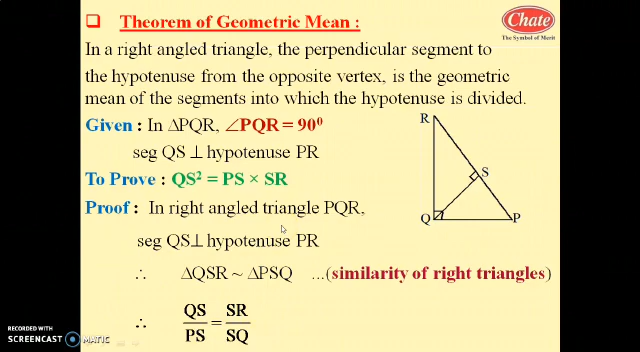 ❑ Theorem of Geometric Mean :
Chate
The Symbol of Merit
In a right angled triangle, the perpendicular segment to
the hypotenuse from the opposite vertex, is the geometric
mean of the segments into which the hypotenuse is divided.
Given : In ΔPQR, ∠PQR = 90⁰
seg QS ⊥ hypotenuse PR
To Prove : QS² = PS × SR
Proof : In right angled triangle PQR,
seg QS⊥ hypotenuse PR
∴ ΔQSR ~ ΔPSQ ...(similarity of right triangles)
∴ QS/PS = SR/SQ
R
S
Q
P
RECORDED WITH
SCREENCAST MATIC